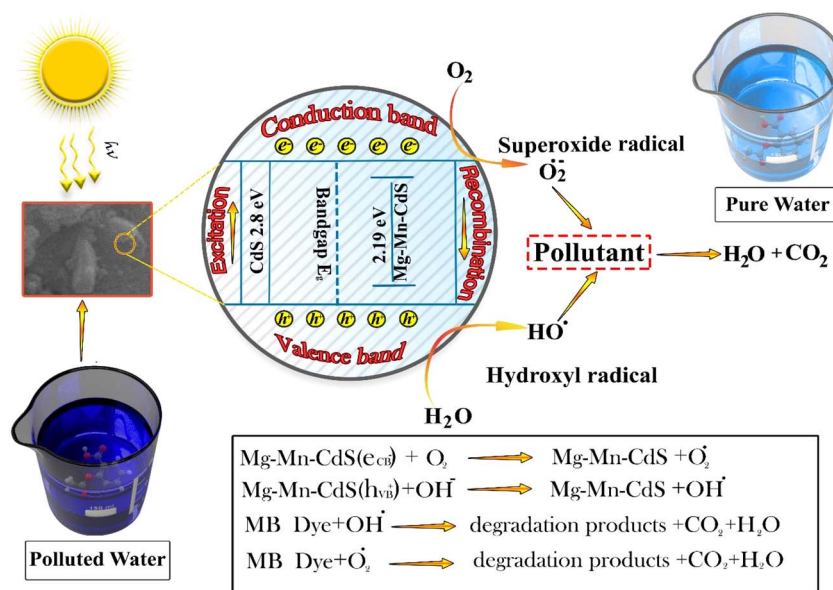 hν
O₂
Conduction band
e- e- e- e- e-
Superoxide radical
O₂·⁻
Pure Water
Excitation
CdS 2.8 eV
Bandgap Eg
2.19 eV
Mg-Mn-CdS
Recombination
Pollutant
H₂O + CO₂
h⁺ h⁺ h⁺ h⁺ h⁺
Valence band
HO·
Hydroxyl radical
H₂O
Polluted Water
Mg-Mn-CdS(eCB) + O₂ Mg-Mn-CdS +O₂·
Mg-Mn-CdS(hVB⁺)+OH⁻ Mg-Mn-CdS +OH·
MB Dye+OH· degradation products +CO₂+H₂O
MB Dye+O₂· degradation products +CO₂+H₂O